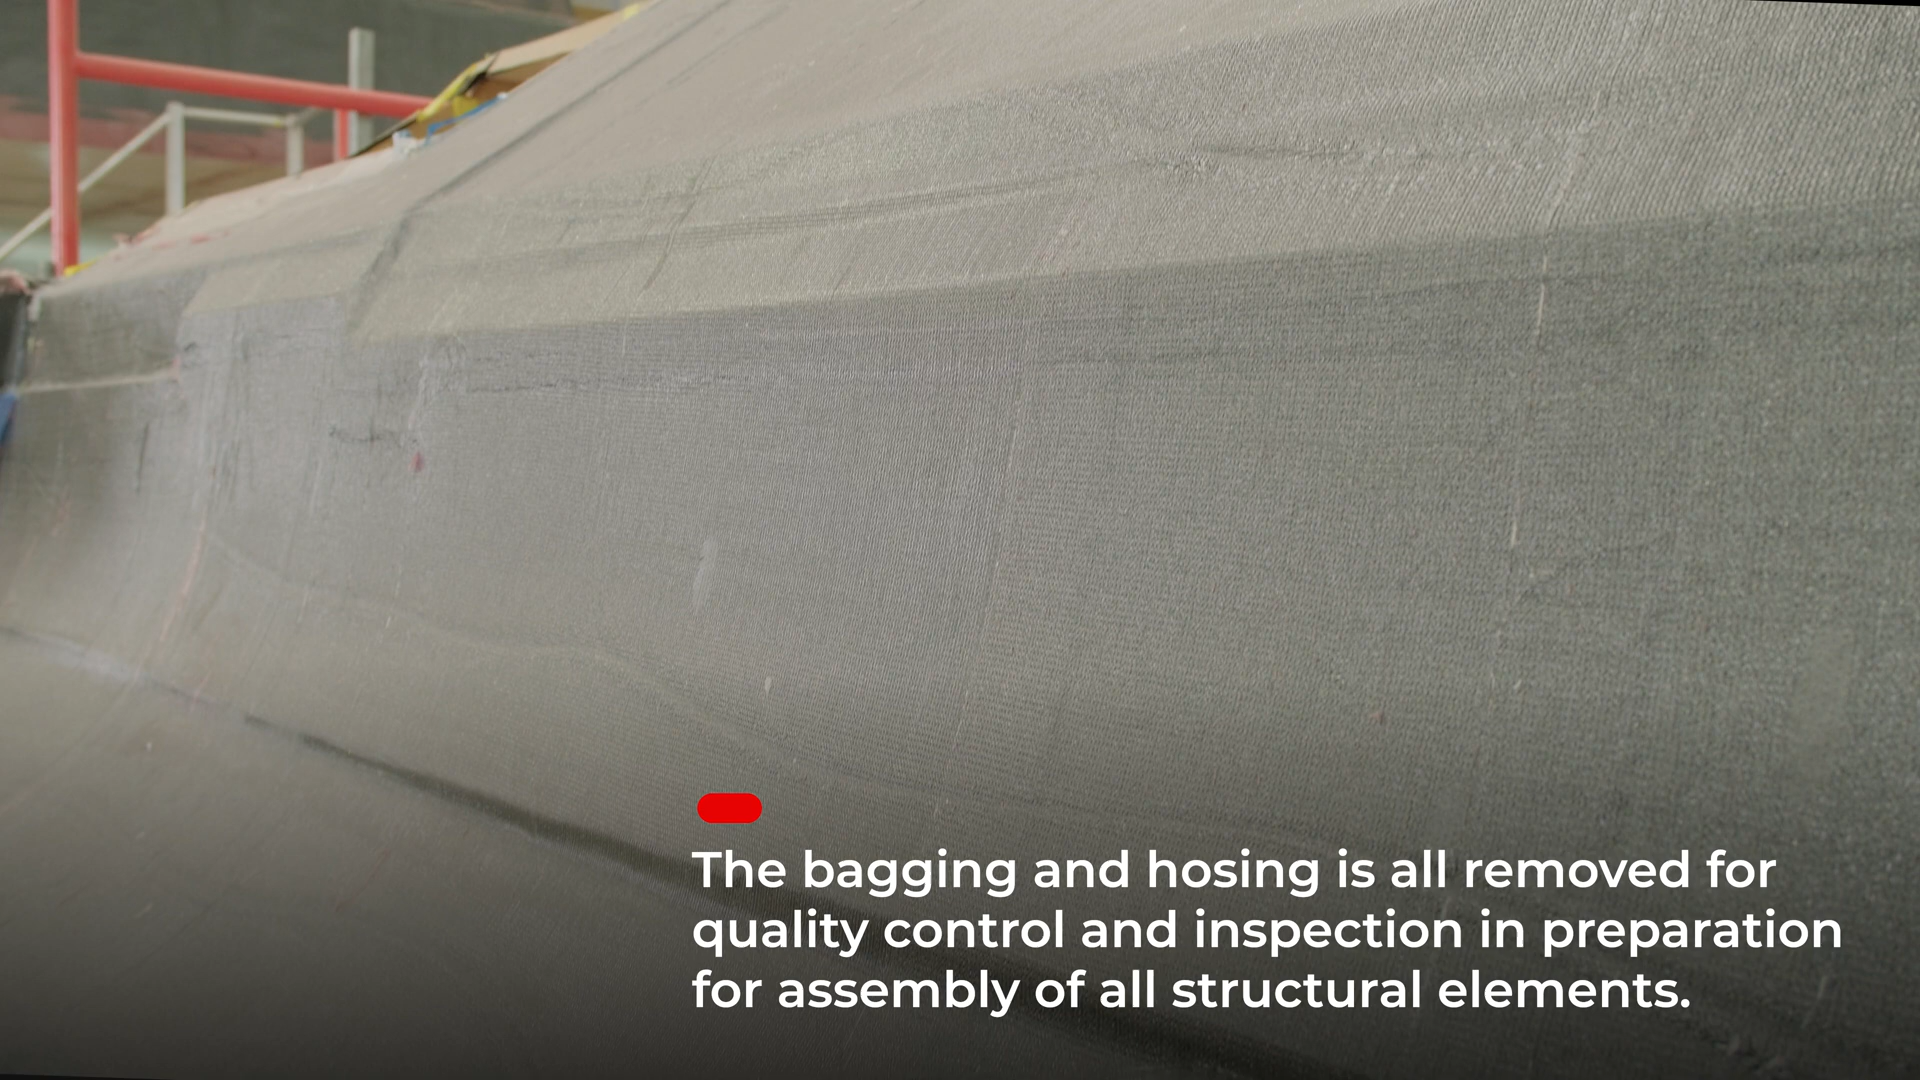 The bagging and hosing is all removed for
quality control and inspection in preparation
for assembly of all structural elements.